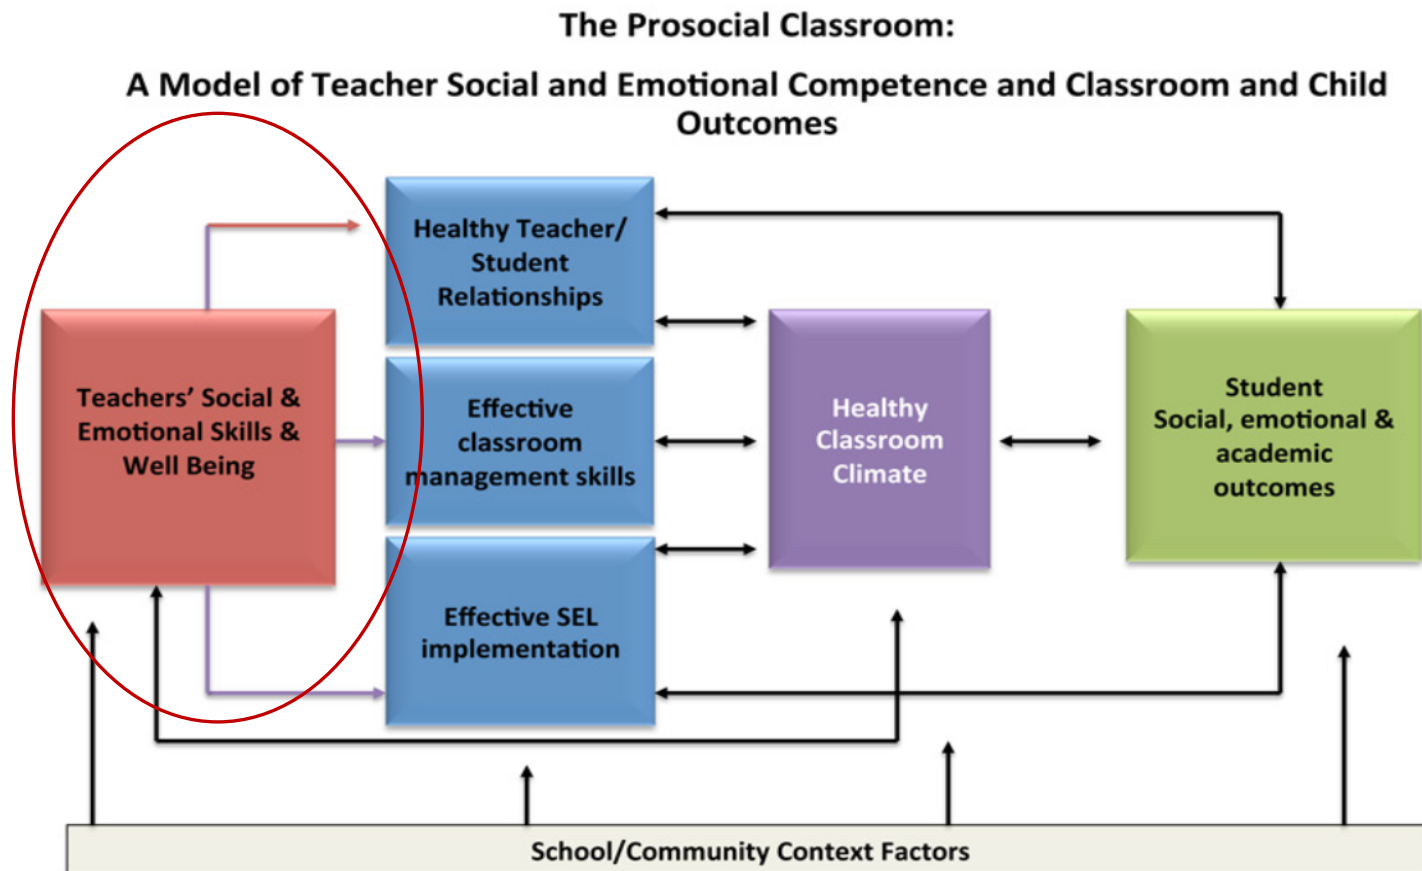 The Prosocial Classroom:
A Model of Teacher Social and Emotional Competence and Classroom and Child
Outcomes
Healthy Teacher/
Student
Relationships
Teachers’ Social &
Emotional Skills &
Well Being
Effective
classroom
management skills
Healthy
Classroom
Climate
Student
Social, emotional &
academic
outcomes
Effective SEL
implementation
School/Community Context Factors